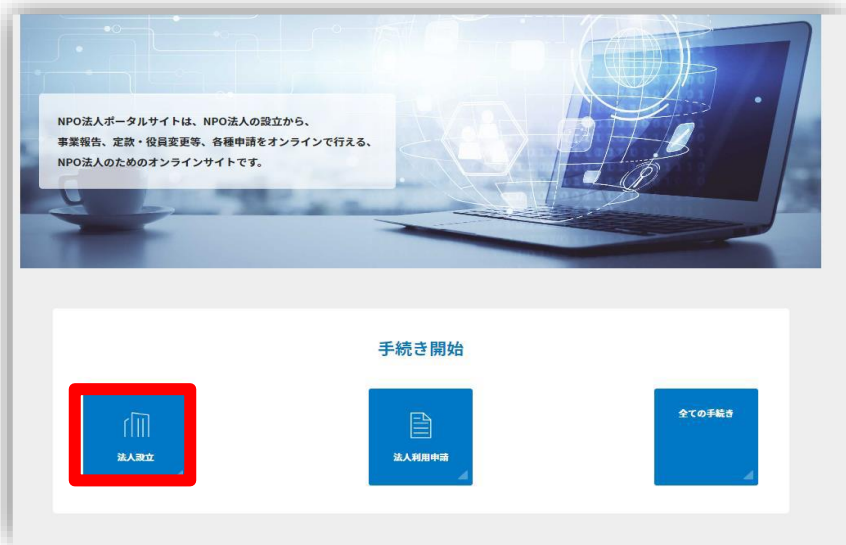 NPO法人ポータルサイトは、NPO法人の設立から、
事業報告、定款・役員変更等、各種申請をオンラインで行える、
NPO法人のためのオンラインサイトです。
手続き開始
法人設立
法人利用申請
全ての手続き